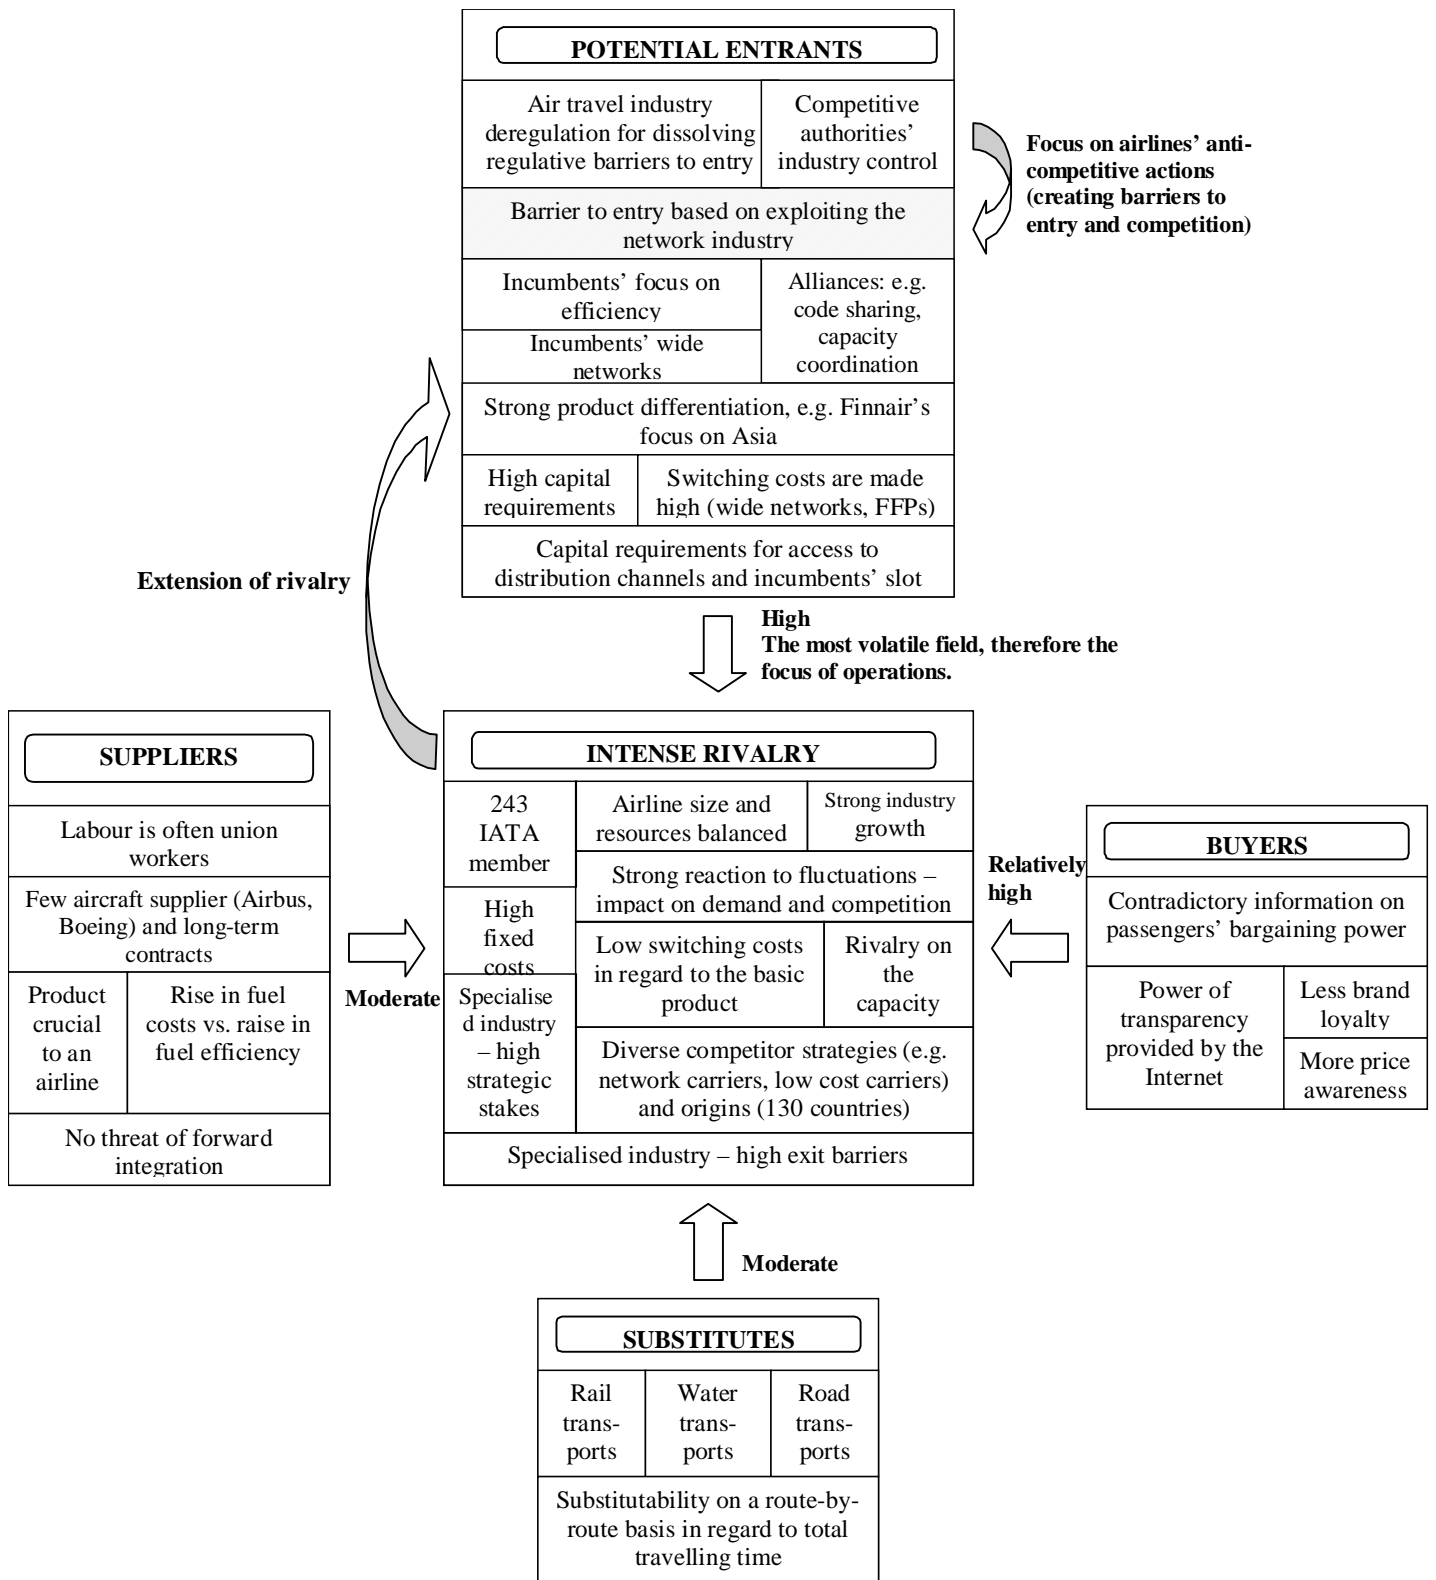 POTENTIAL ENTRANTS
Air travel industry
deregulation for dissolving
regulative barriers to entry
Competitive
authorities’
industry control
Focus on airlines’ anti-
competitive actions
(creating barriers to
entry and competition)
Barrier to entry based on exploiting the
network industry
Incumbents’ focus on
efficiency
Incumbents’ wide
networks
Alliances: e.g.
code sharing,
capacity
coordination
Strong product differentiation, e.g. Finnair’s
focus on Asia
High capital
requirements
Switching costs are made
high (wide networks, FFPs)
Capital requirements for access to
distribution channels and incumbents’ slot
Extension of rivalry
High
The most volatile field, therefore the
focus of operations.
SUPPLIERS
Labour is often union
workers
Few aircraft supplier (Airbus,
Boeing) and long-term
contracts
Product
crucial
to an
airline
Rise in fuel
costs vs. raise in
fuel efficiency
No threat of forward
integration
Moderate
INTENSE RIVALRY
243
IATA
member
Airline size and
resources balanced
Strong industry
growth
Strong reaction to fluctuations –
impact on demand and competition
High
fixed
costs
Low switching costs
in regard to the basic
product
Rivalry on
the
capacity
Specialise
d industry
– high
strategic
stakes
Diverse competitor strategies (e.g.
network carriers, low cost carriers)
and origins (130 countries)
Specialised industry – high exit barriers
Relatively
high
BUYERS
Contradictory information on
passengers’ bargaining power
Power of
transparency
provided by the
Internet
Less brand
loyalty
More price
awareness
Moderate
SUBSTITUTES
Rail
trans-
ports
Water
trans-
ports
Road
trans-
ports
Substitutability on a route-by-
route basis in regard to total
travelling time